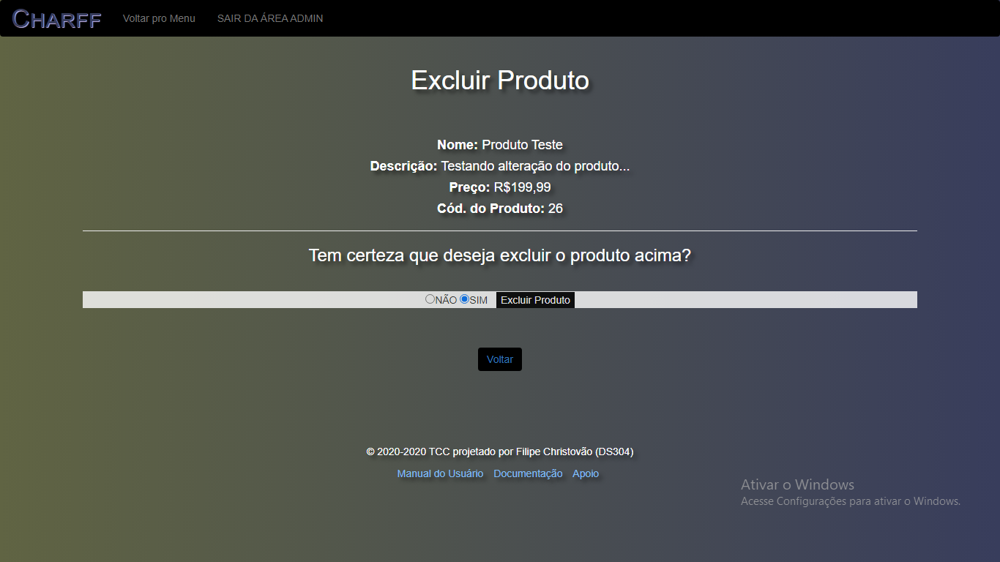 CHARFF Voltar pro Menu SAIR DA ÁREA ADMIN
Excluir Produto
Nome: Produto Teste
Descrição: Testando alteração do produto...
Preço: R$199,99
Cód. do Produto: 26
Tem certeza que deseja excluir o produto acima?
NÃO SIM Excluir Produto
Voltar
© 2020-2020 TCC projetado por Filipe Christovão (DS304)
Manual do Usuário Documentação Apoio
Ativar o Windows
Acesse Configurações para ativar o Windows.